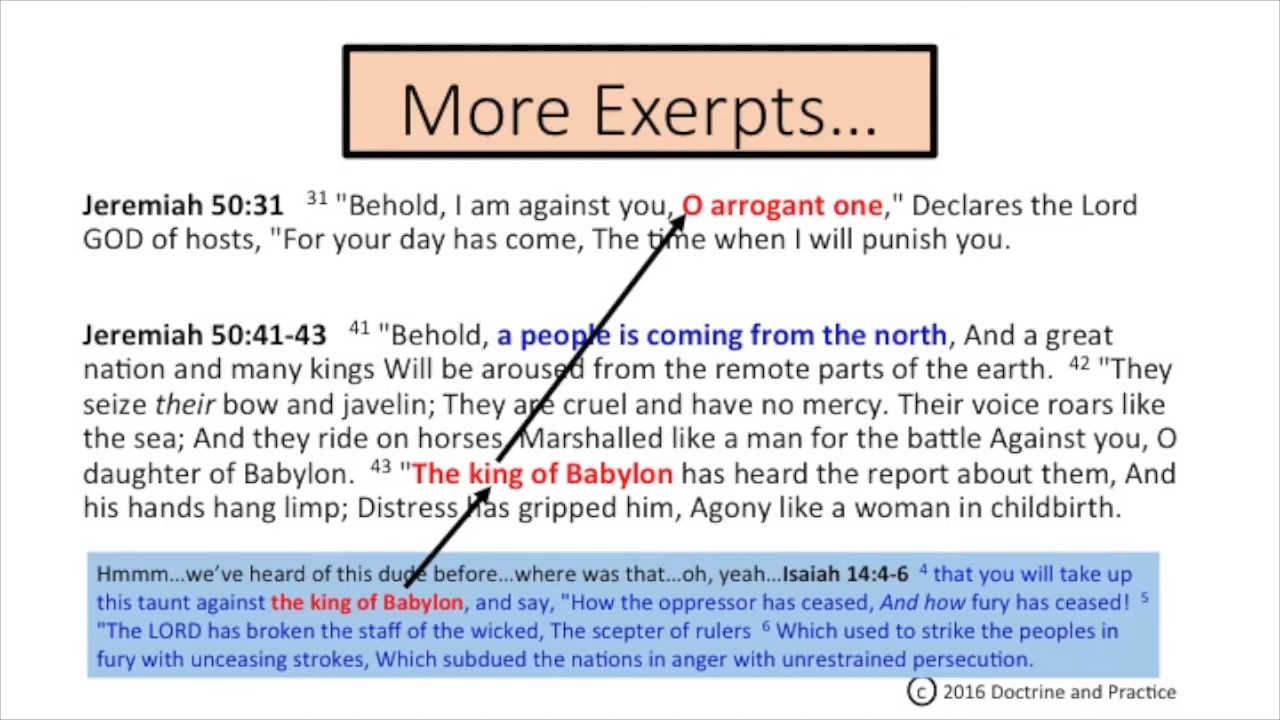 More Exerpts...
Jeremiah 50:31 31 "Behold, I am against you, O arrogant one," Declares the Lord
GOD of hosts, "For your day has come, The time when I will punish you.
Jeremiah 50:41-43 41 "Behold, a people is coming from the north, And a great
nation and many kings Will be aroused from the remote parts of the earth. 42 "They
seize their bow and javelin; They are cruel and have no mercy. Their voice roars like
the sea; And they ride on horses, Marshalled like a man for the battle Against you, O
daughter of Babylon. 43 "The king of Babylon has heard the report about them, And
his hands hang limp; Distress has gripped him, Agony like a woman in childbirth.
Hmmm...we've heard of this dude before...where was that...oh, yeah...Isaiah 14:4-6 4 that you will take up
this taunt against the king of Babylon, and say, "How the oppressor has ceased, And how fury has ceased! 5
"The LORD has broken the staff of the wicked, The scepter of rulers 6 Which used to strike the peoples in
fury with unceasing strokes, Which subdued the nations in anger with unrestrained persecution.
© 2016 Doctrine and Practice